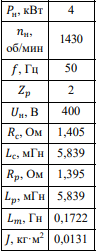 Pн, кВт 4
nн, об/мин 1430
f, Гц 50
Zp 2
Uн, В 400
Rc, Ом 1,405
Lc, мГн 5,839
Rp, Ом 1,395
Lp, мГн 5,839
Lm, Гн 0,1722
J, кг·м² 0,0131